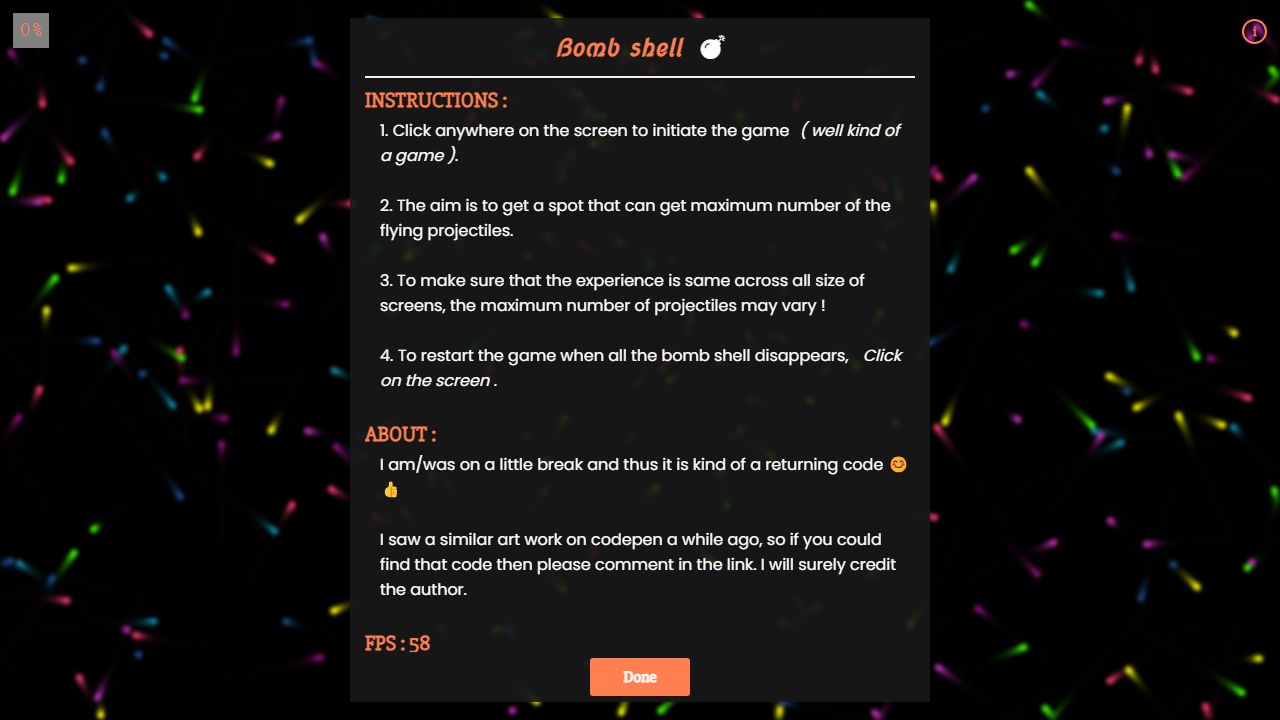 0%
i
Bomb shell
INSTRUCTIONS :
1. Click anywhere on the screen to initiate the game ( well kind of
a game ).
2. The aim is to get a spot that can get maximum number of the
flying projectiles.
3. To make sure that the experience is same across all size of
screens, the maximum number of projectiles may vary !
4. To restart the game when all the bomb shell disappears, Click
on the screen .
ABOUT :
I am/was on a little break and thus it is kind of a returning code 😊
👍
I saw a similar art work on codepen a while ago, so if you could
find that code then please comment in the link. I will surely credit
the author.
FPS : 58
Done